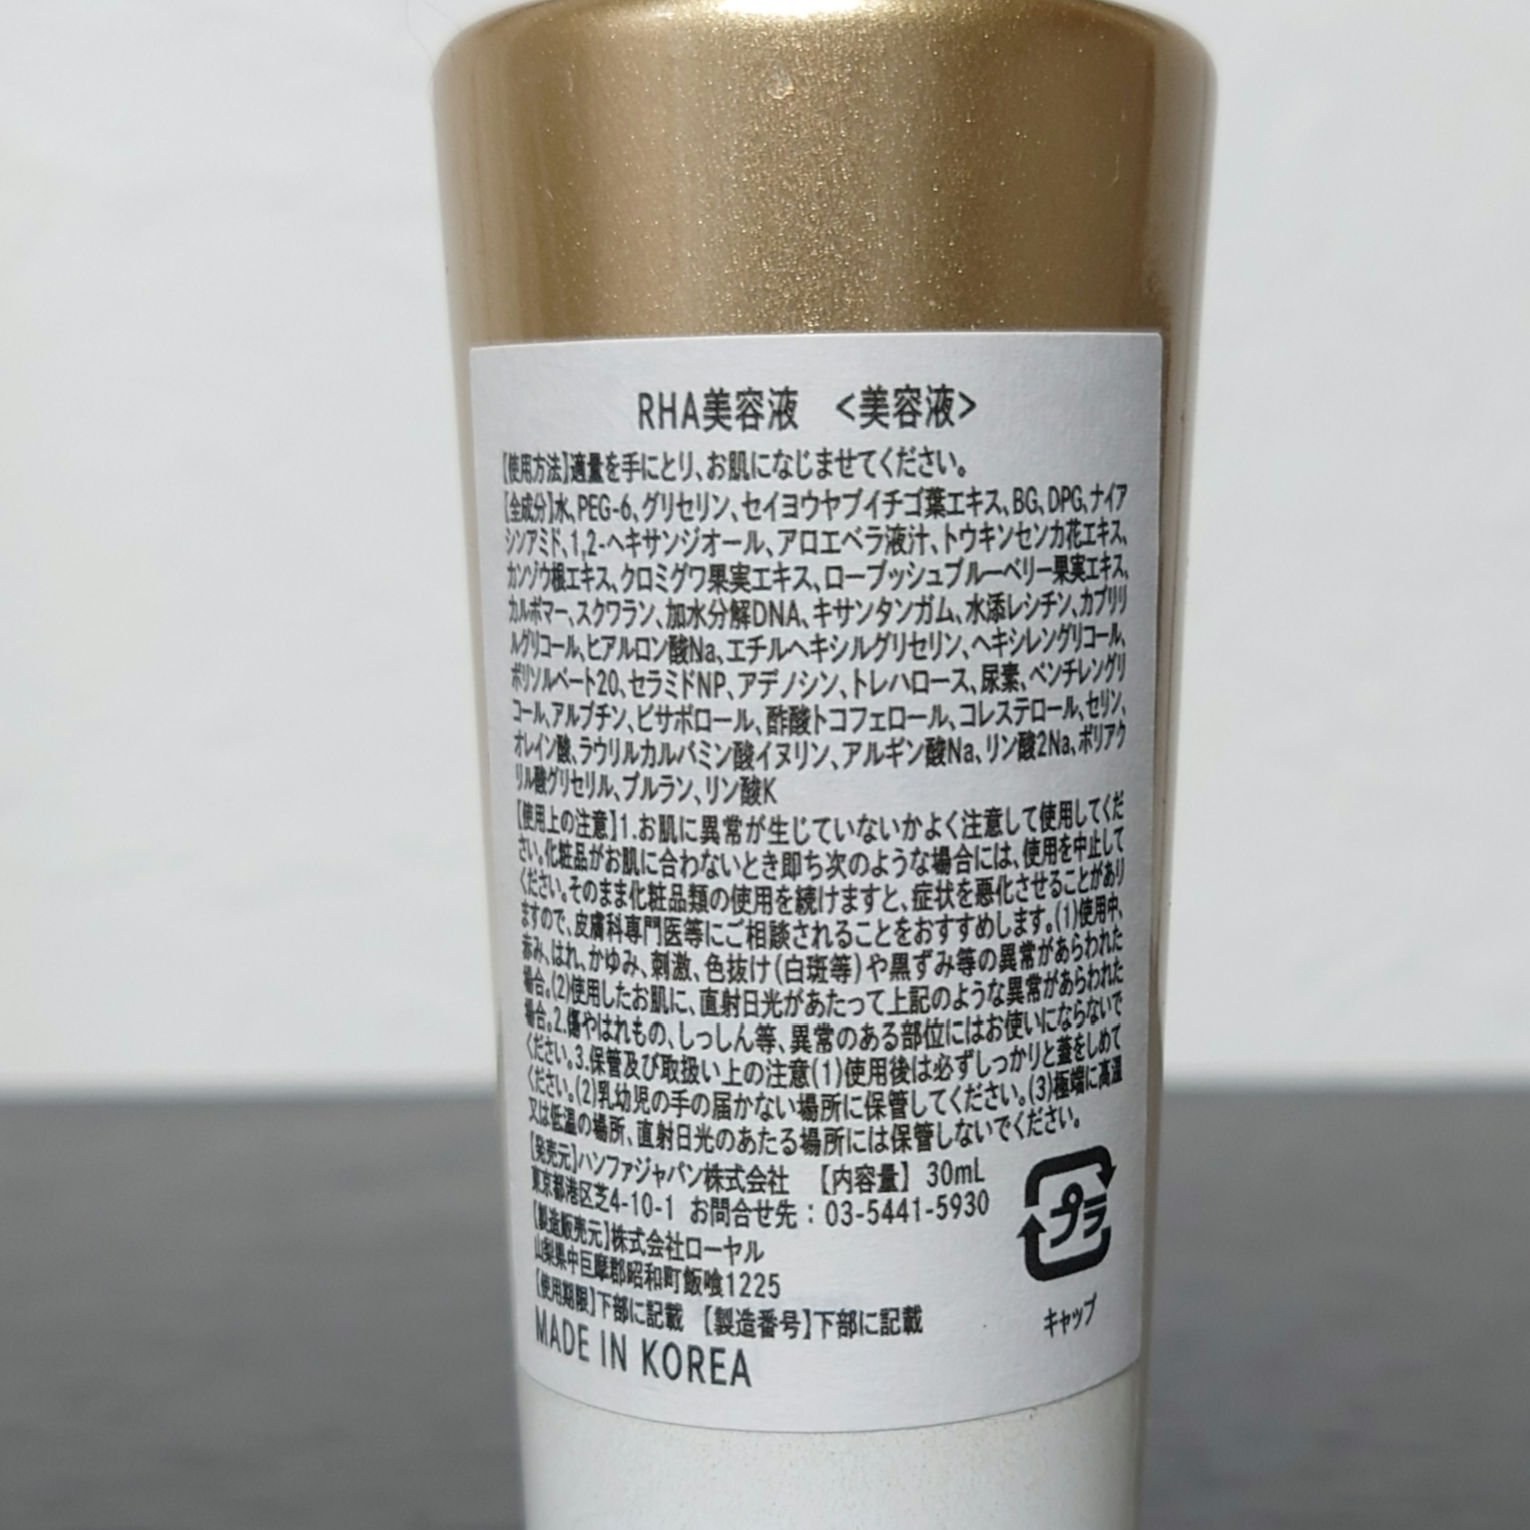 RHA美容液 <美容液>
【使用方法】適量を手にとり、お肌になじませてください。
【全成分】水、PEG-6、グリセリン、セイヨウヤブイチゴ葉エキス、BG、DPG、ナイア
シンアミド、1,2-ヘキサンジオール、アロエベラ液汁、トウキンセンカ花エキス、
カンゾウ根エキス、クロミグワ果実エキス、ローブッシュブルーベリー果実エキス、
カルボマー、スクワラン、加水分解DNA、キサンタンガム、水添レシチン、カプリリ
ルグリコール、ヒアルロン酸Na、エチルヘキシルグリセリン、ヘキシレングリコール、
ポリソルベート20、セラミドNP、アデノシン、トレハロース、尿素、ペンチレングリ
コール、アルブチン、ビサボロール、酢酸トコフェロール、コレステロール、セリン、
オレイン酸、ラウリルカルバミン酸イヌリン、アルギン酸Na、リン酸2Na、ポリアク
リル酸グリセリル、プルラン、リン酸K
【使用上の注意】1.お肌に異常が生じていないかよく注意して使用してくだ
さい。化粧品がお肌に合わないとき即ち次のような場合には、使用を中止して
ください。そのまま化粧品類の使用を続けますと、症状を悪化させることがあり
ますので、皮膚科専門医等にご相談されることをおすすめします。(1)使用中、
赤み、はれ、かゆみ、刺激、色抜け(白斑等)や黒ずみ等の異常があらわれた
場合。(2)使用したお肌に、直射日光があたって上記のような異常があらわれた
場合。2.傷やはれもの、しっしん等、異常のある部位にはお使いにならないで
ください。3.保管及び取扱い上の注意(1)使用後は必ずしっかりと蓋をしめて
ください。(2)乳幼児の手の届かない場所に保管してください。(3)極端に高温
又は低温の場所、直射日光のあたる場所には保管しないでください。
【発売元】ハンファジャパン株式会社 【内容量】30mL
東京都港区芝4-10-1 お問合せ先：03-5441-5930
【製造販売元】株式会社ローヤル
山梨県中巨摩郡昭和町飯喰1225
【使用期限】下部に記載 【製造番号】下部に記載
MADE IN KOREA
プラ
キャップ